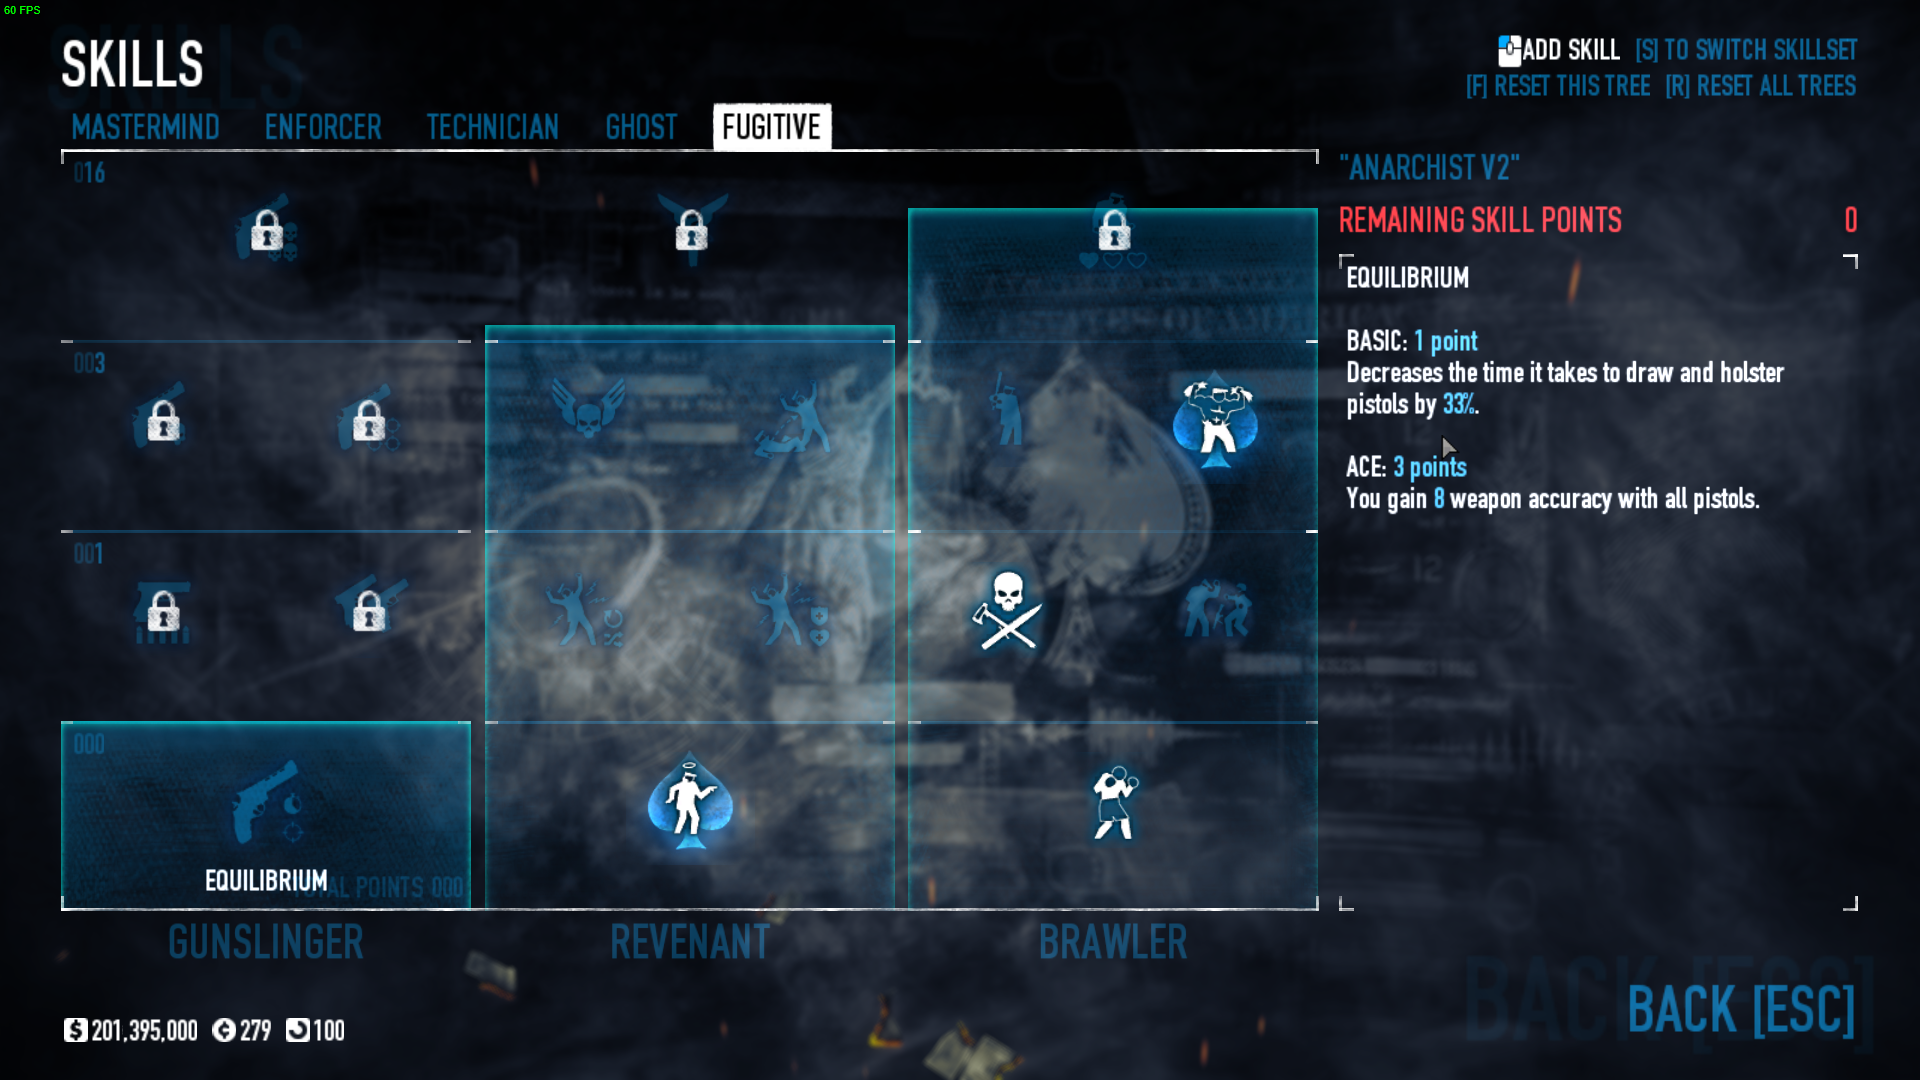 60 FPS
SKILLS
ADD SKILL [S] TO SWITCH SKILLSET
[F] RESET THIS TREE [R] RESET ALL TREES
MASTERMIND ENFORCER TECHNICIAN GHOST FUGITIVE
016
"ANARCHIST V2"
REMAINING SKILL POINTS 0
EQUILIBRIUM
BASIC: 1 point
Decreases the time it takes to draw and holster
pistols by 33%.
ACE: 3 points
You gain 8 weapon accuracy with all pistols.
003
001
000
EQUILIBRIUM
TOTAL POINTS 000
GUNSLINGER REVENANT BRAWLER
$ 201,395,000 279 100
BACK [ESC]